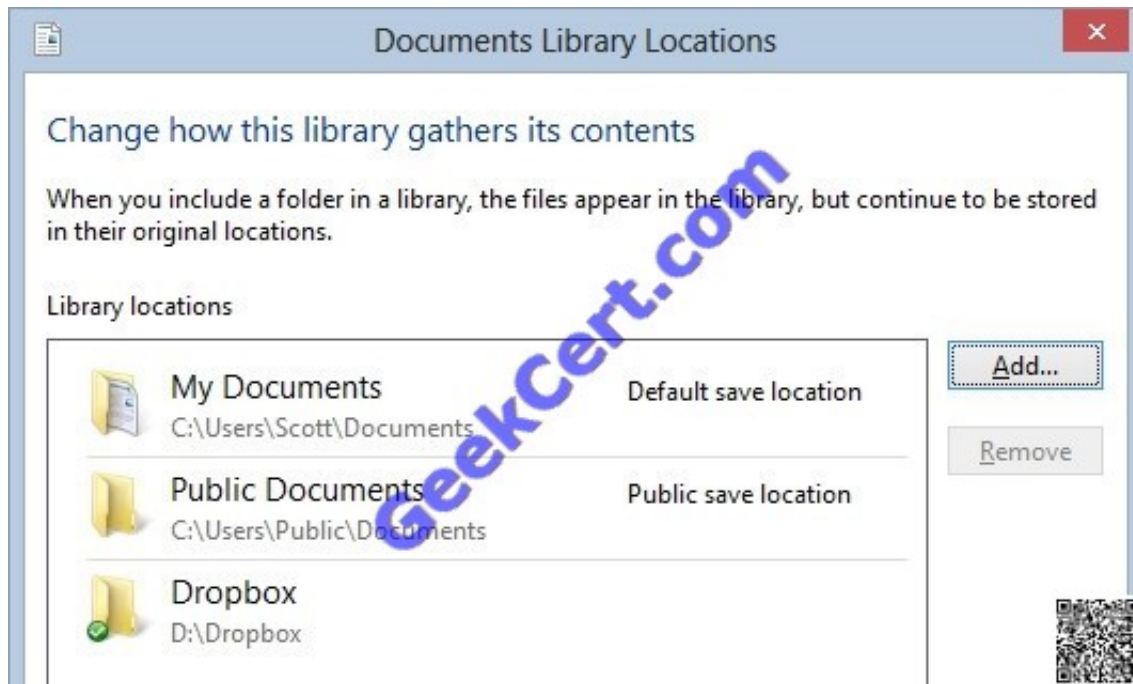 Documents Library Locations
Change how this library gathers its contents
When you include a folder in a library, the files appear in the library, but continue to be stored
in their original locations.
Library locations
My Documents
Default save location
C:\Users\Scott\Documents
Public Documents
Public save location
C:\Users\Public\Documents
Dropbox
D:\Dropbox
Add...
Remove
GeekCert.com